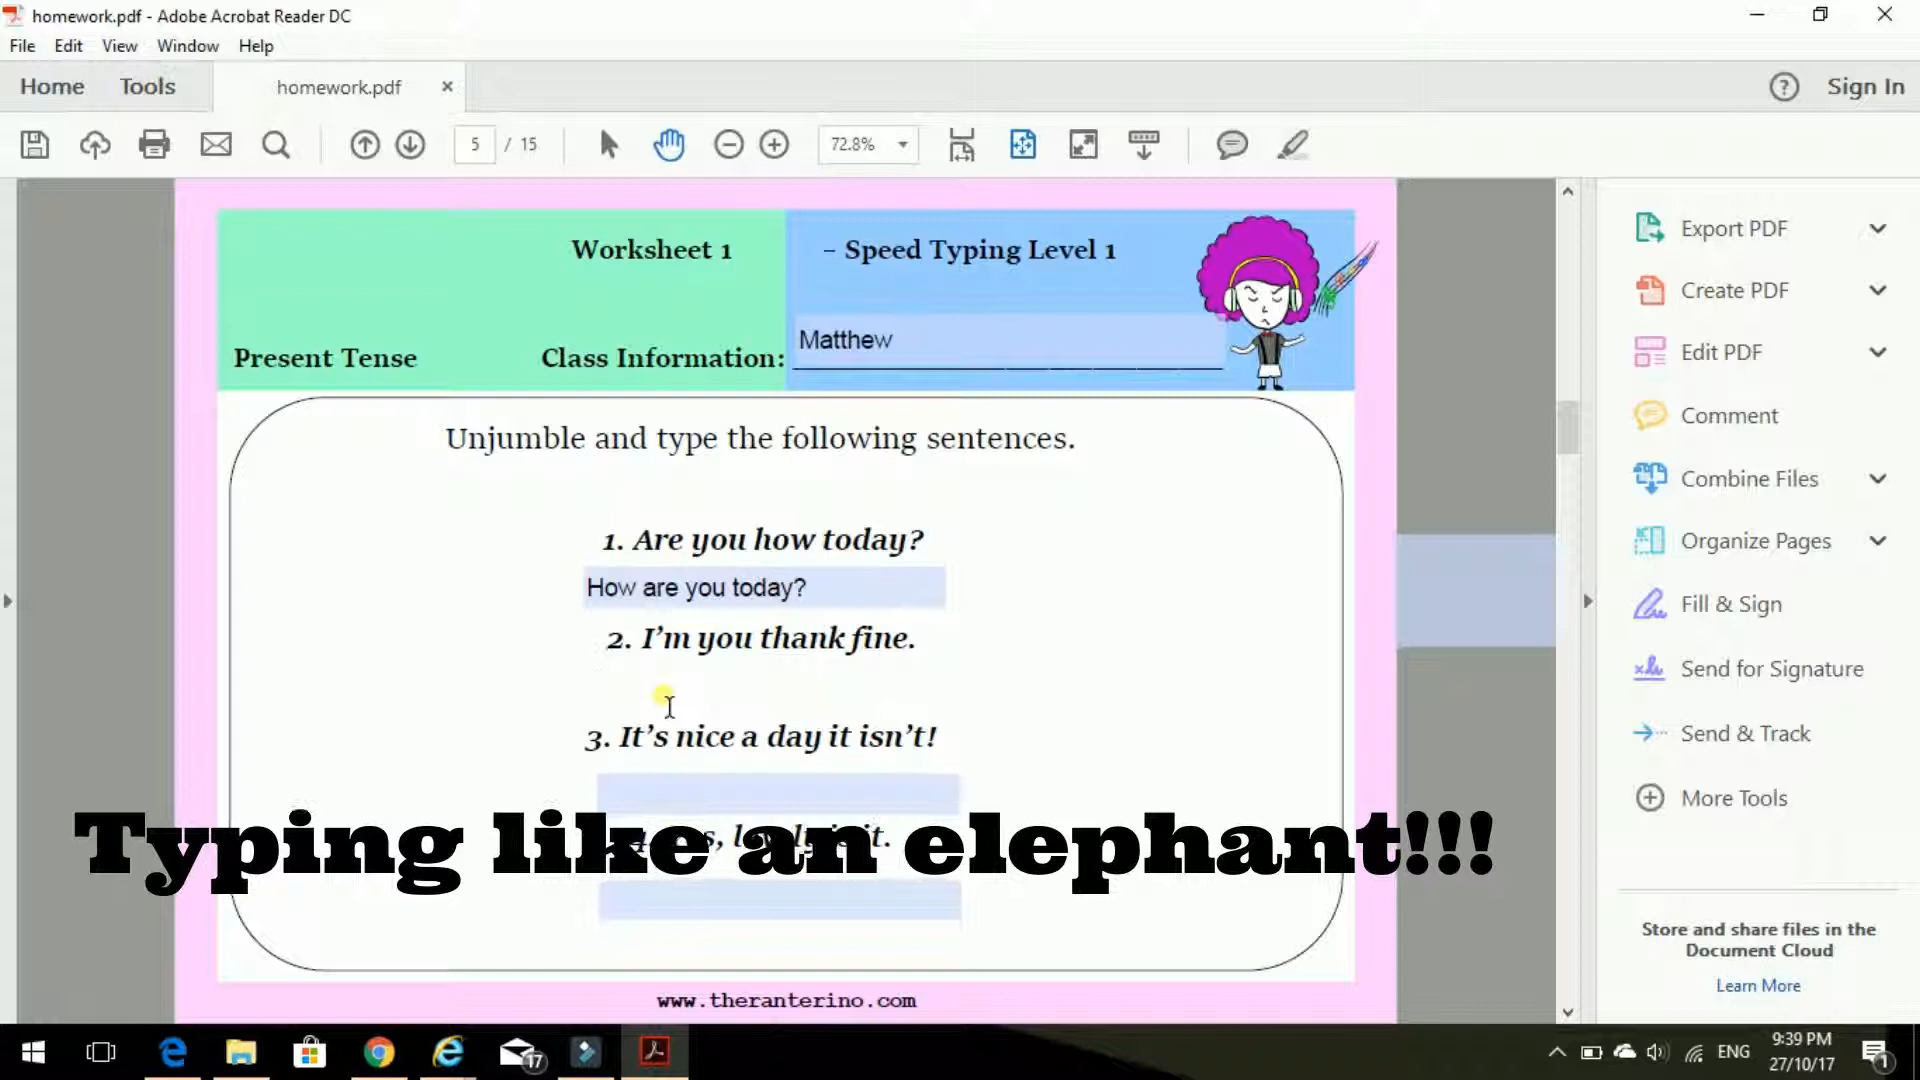 homework.pdf - Adobe Acrobat Reader DC
File Edit View Window Help
Home Tools homework.pdf × ? Sign In
5 / 15 72.8%
Worksheet 1 – Speed Typing Level 1
Matthew
Present Tense Class Information:
Unjumble and type the following sentences.
1. Are you how today?
How are you today?
2. I'm you thank fine.
3. It's nice a day it isn't!
Typing like an elephant!!!
it.
www.theranterino.com
Export PDF
Create PDF
Edit PDF
Comment
Combine Files
Organize Pages
Fill & Sign
Send for Signature
Send & Track
More Tools
Store and share files in the
Document Cloud
Learn More
17
ENG
9:39 PM
27/10/17
1